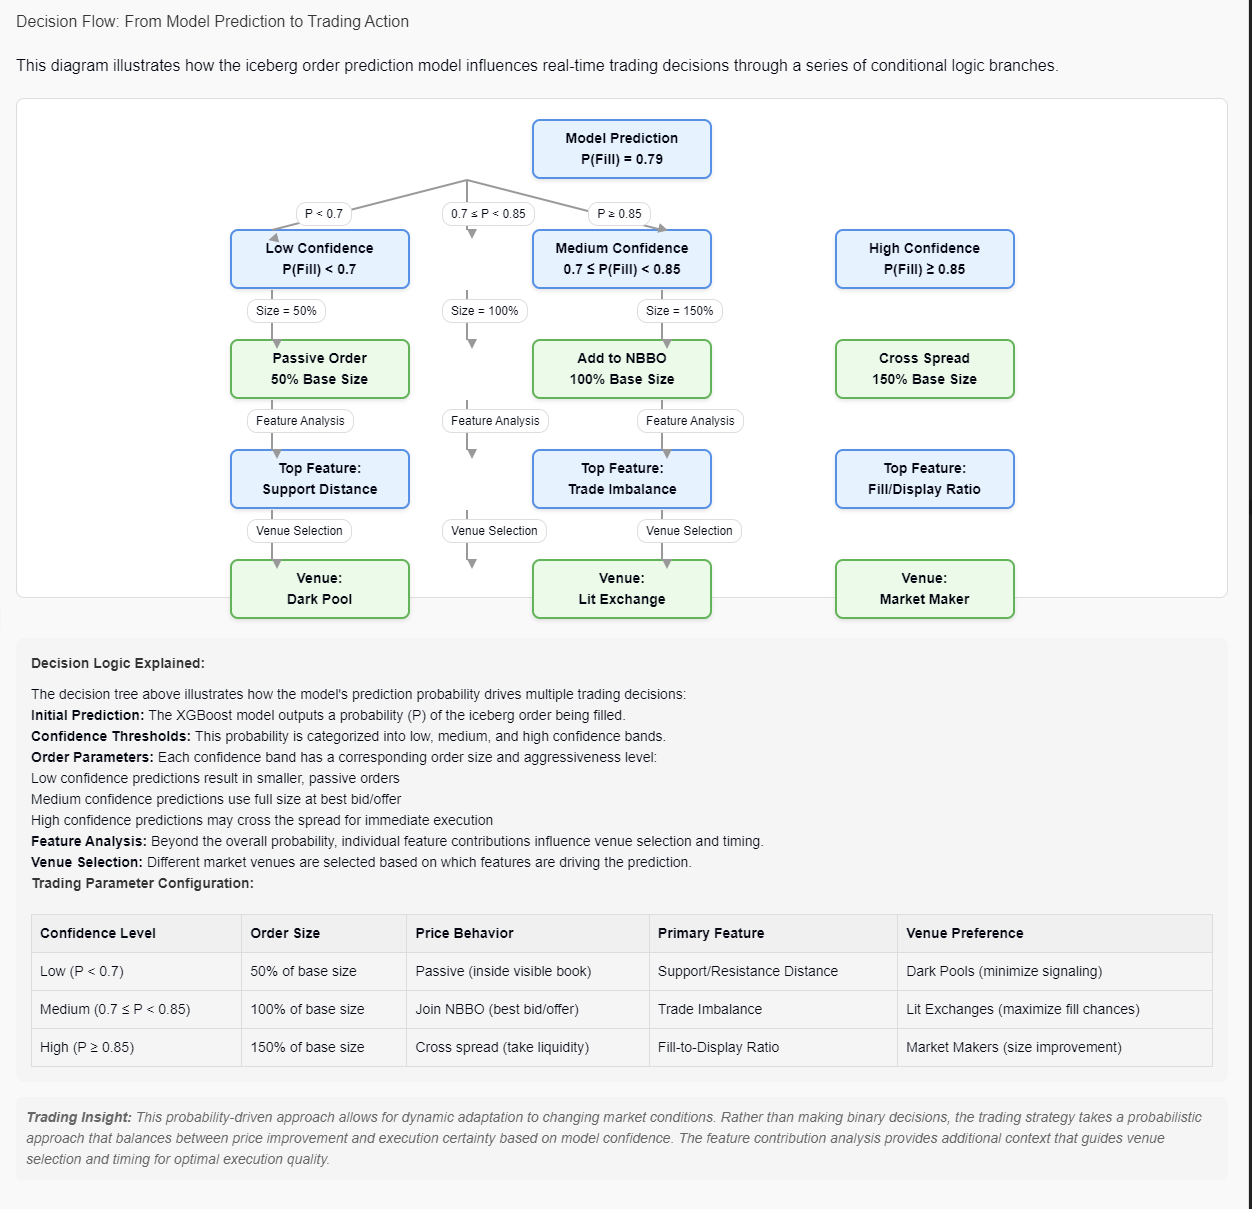 Decision Flow: From Model Prediction to Trading Action
This diagram illustrates how the iceberg order prediction model influences real-time trading decisions through a series of conditional logic branches.
Model Prediction
P(Fill) = 0.79
P < 0.7
0.7 ≤ P < 0.85
P ≥ 0.85
Low Confidence
P(Fill) < 0.7
Medium Confidence
0.7 ≤ P(Fill) < 0.85
High Confidence
P(Fill) ≥ 0.85
Size = 50%
Size = 100%
Size = 150%
Passive Order
50% Base Size
Add to NBBO
100% Base Size
Cross Spread
150% Base Size
Feature Analysis
Feature Analysis
Feature Analysis
Top Feature:
Support Distance
Top Feature:
Trade Imbalance
Top Feature:
Fill/Display Ratio
Venue Selection
Venue Selection
Venue Selection
Venue:
Dark Pool
Venue:
Lit Exchange
Venue:
Market Maker
Decision Logic Explained:
The decision tree above illustrates how the model's prediction probability drives multiple trading decisions:
Initial Prediction: The XGBoost model outputs a probability (P) of the iceberg order being filled.
Confidence Thresholds: This probability is categorized into low, medium, and high confidence bands.
Order Parameters: Each confidence band has a corresponding order size and aggressiveness level:
Low confidence predictions result in smaller, passive orders
Medium confidence predictions use full size at best bid/offer
High confidence predictions may cross the spread for immediate execution
Feature Analysis: Beyond the overall probability, individual feature contributions influence venue selection and timing.
Venue Selection: Different market venues are selected based on which features are driving the prediction.
Trading Parameter Configuration:
Confidence Level Order Size Price Behavior Primary Feature Venue Preference
Low (P < 0.7) 50% of base size Passive (inside visible book) Support/Resistance Distance Dark Pools (minimize signaling)
Medium (0.7 ≤ P < 0.85) 100% of base size Join NBBO (best bid/offer) Trade Imbalance Lit Exchanges (maximize fill chances)
High (P ≥ 0.85) 150% of base size Cross spread (take liquidity) Fill-to-Display Ratio Market Makers (size improvement)
Trading Insight: This probability-driven approach allows for dynamic adaptation to changing market conditions. Rather than making binary decisions, the trading strategy takes a probabilistic
approach that balances between price improvement and execution certainty based on model confidence. The feature contribution analysis provides additional context that guides venue
selection and timing for optimal execution quality.